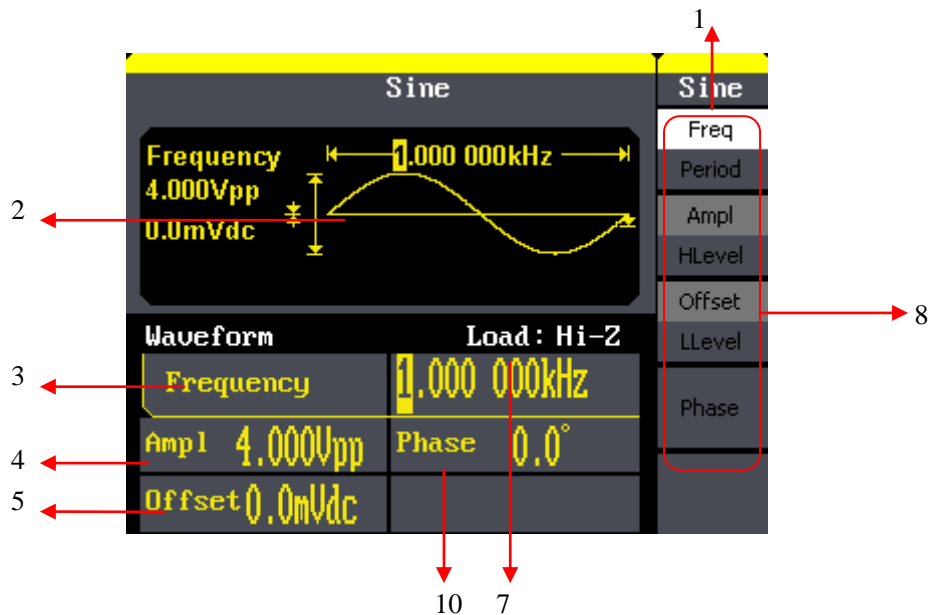 1
Sine
Sine
Frequency
1.000 000kHz
4.000Vpp
0.0mVdc
2
Freq
Period
Ampl
HLevel
Offset
LLevel
Phase
8
Waveform
Load: Hi-Z
3
Frequency
1.000 000kHz
4
Ampl 4.000Vpp
Phase 0.0°
5
Offset 0.0mVdc
10
7